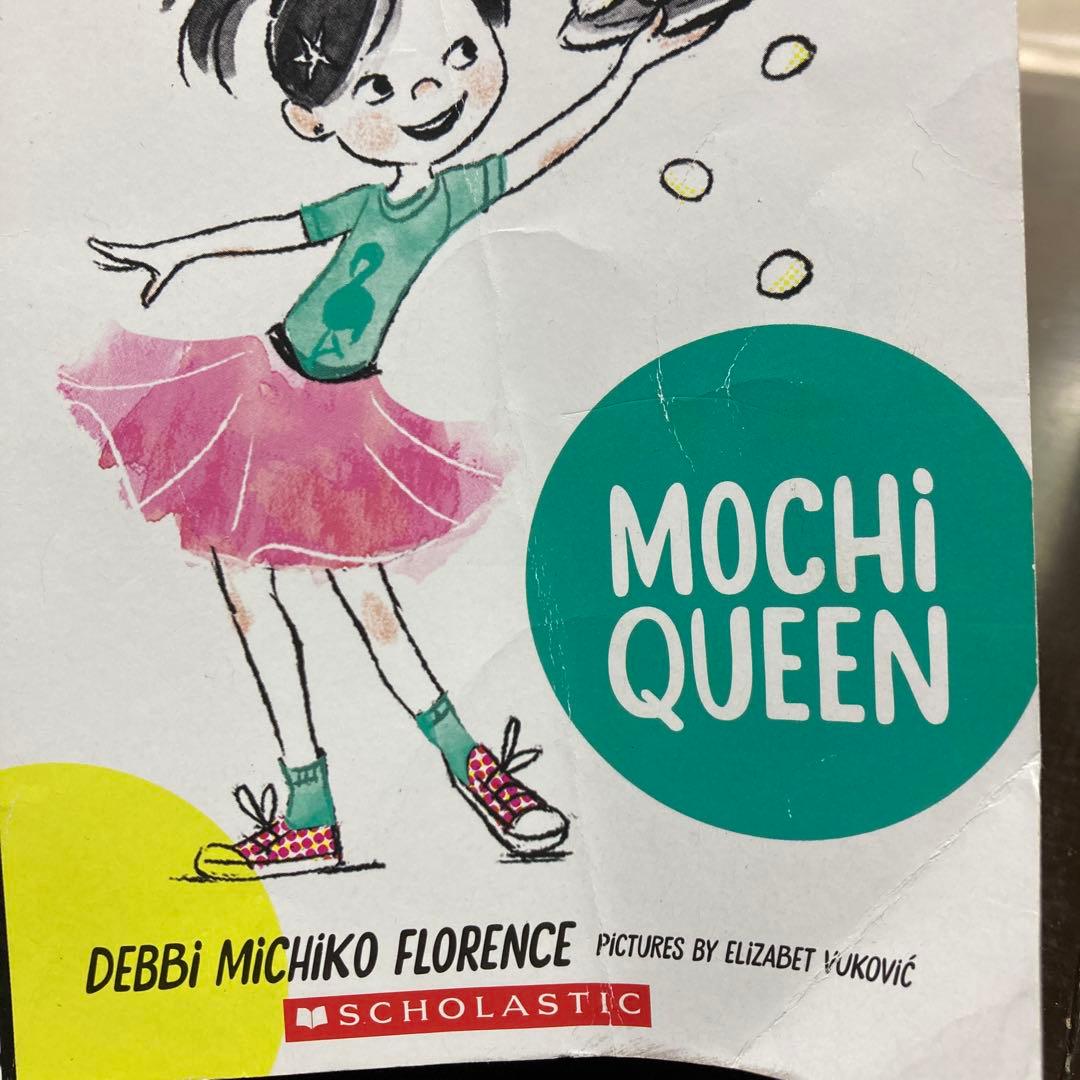 MOCHi
QUEEN
DEBBi MiCHiKO FLORENCE PiCTURES BY ELiZABET VUKOVIĆ
SCHOLASTIC